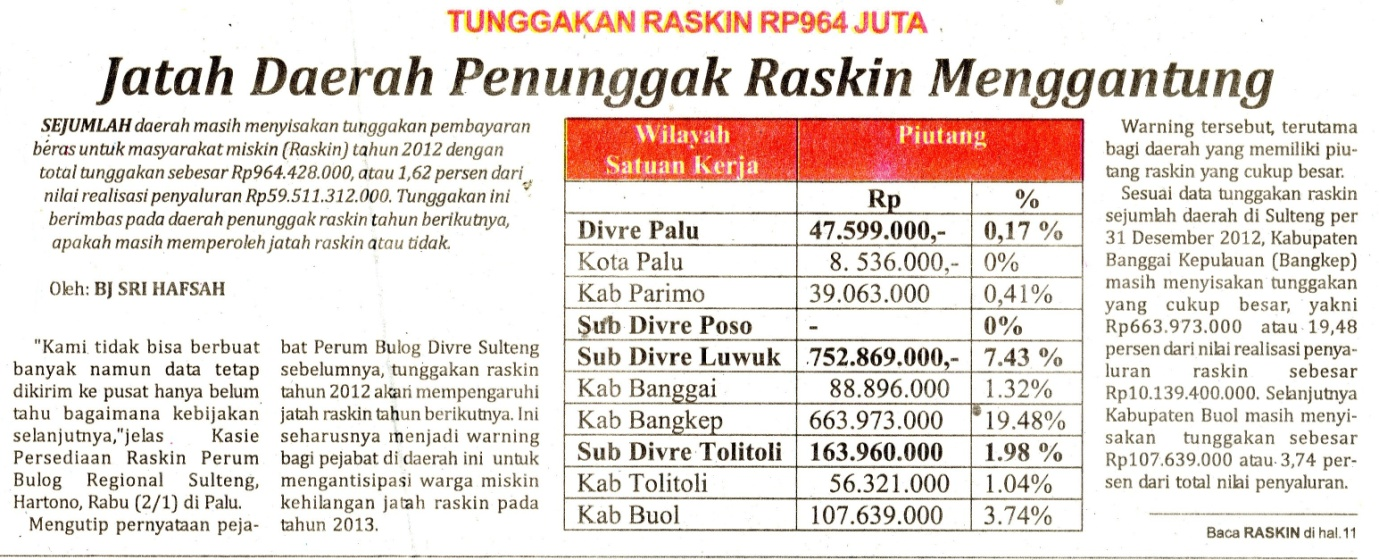 TUNGGAKAN RASKIN RP964 JUTA
Jatah Daerah Penunggak Raskin Menggantung
SEJUMLAH daerah masih menyisakan tunggakan pembayaran
beras untuk masyarakat miskin (Raskin) tahun 2012 dengan
total tunggakan sebesar Rp964.428.000, atau 1,62 persen dari
nilai realisasi penyaluran Rp59.511.312.000. Tunggakan ini
berimbas pada daerah penunggak raskin tahun berikutnya,
apakah masih memperoleh jatah raskin atau tidak.
Oleh: BJ SRI HAFSAH
"Kami tidak bisa berbuat
banyak namun data tetap
dikirim ke pusat hanya belum
tahu bagaimana kebijakan
selanjutnya,"jelas Kasie
Persediaan Raskin Perum
Bulog Regional Sulteng,
Hartono, Rabu (2/1) di Palu.
Mengutip pernyataan peja-
bat Perum Bulog Divre Sulteng
sebelumnya, tunggakan raskin
tahun 2012 akan mempengaruhi
jatah raskin tahun berikutnya. Ini
seharusnya menjadi warning
bagi pejabat di daerah ini untuk
mengantisipasi warga miskin
kehilangan jatah raskin pada
tahun 2013.
Wilayah Piutang
Satuan Kerja
Rp %
Divre Palu 47.599.000,- 0,17 %
Kota Palu 8. 536.000,- 0%
Kab Parimo 39.063.000 0,41%
Sub Divre Poso - 0%
Sub Divre Luwuk 752.869.000,- 7.43 %
Kab Banggai 88.896.000 1.32%
Kab Bangkep 663.973.000 19.48%
Sub Divre Tolitoli 163.960.000 1.98 %
Kab Tolitoli 56.321.000 1.04%
Kab Buol 107.639.000 3.74%
Warning tersebut, terutama
bagi daerah yang memiliki piu-
tang raskin yang cukup besar.
Sesuai data tunggakan raskin
sejumlah daerah di Sulteng per
31 Desember 2012, Kabupaten
Banggai Kepulauan (Bangkep)
masih menyisakan tunggakan
yang cukup besar, yakni
Rp663.973.000 atau 19,48
persen dari nilai realisasi penya-
luran raskin sebesar
Rp10.139.400.000. Selanjutnya
Kabupaten Buol masih menyi-
sakan tunggakan sebesar
Rp107.639.000 atau 3,74 per-
sen dari total nilai penyaluran.
Baca RASKIN di hal.11